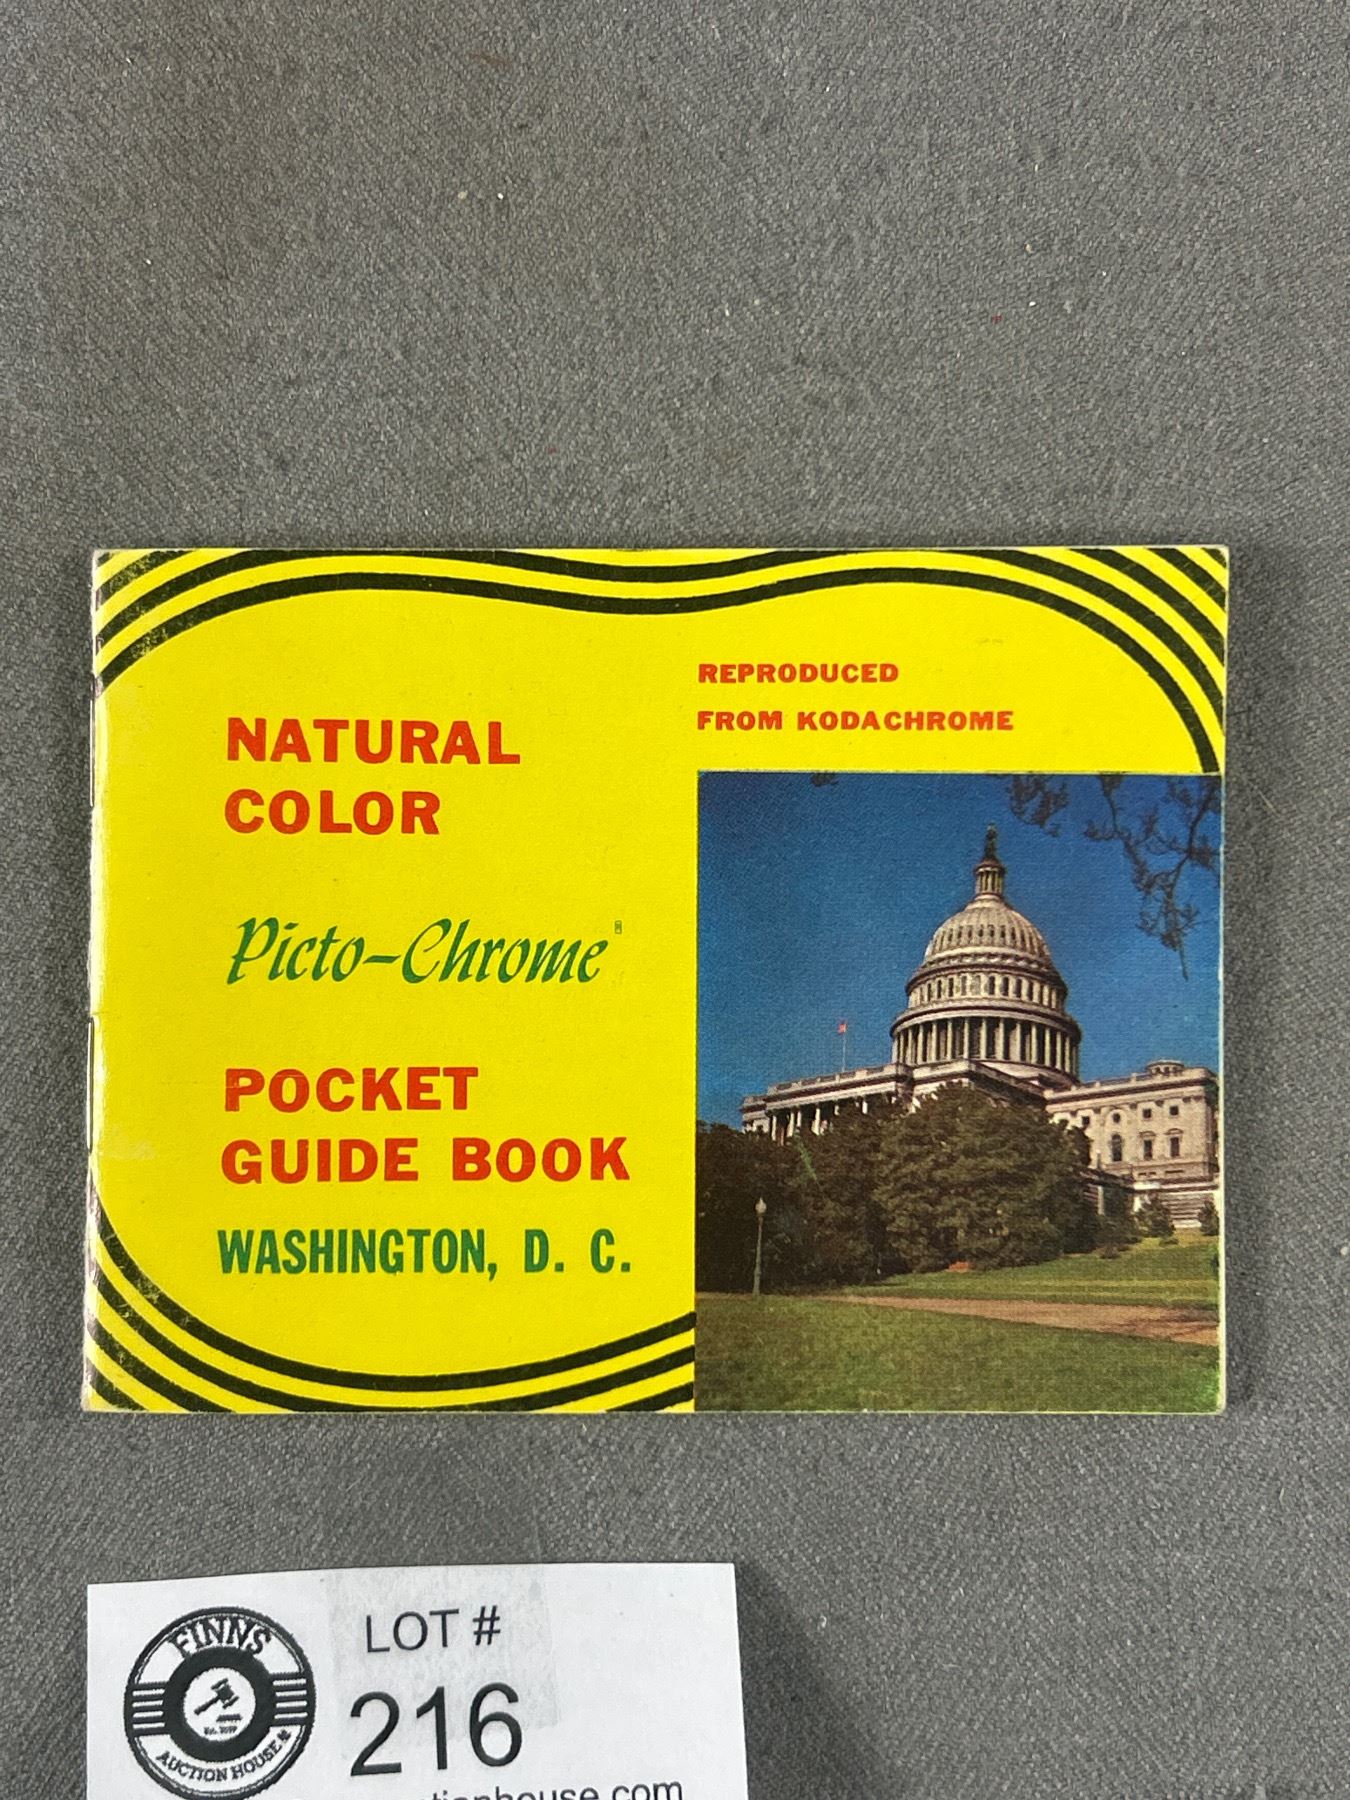 REPRODUCED
FROM KODACHROME
NATURAL
COLOR
Picto-Chrome®
POCKET
GUIDE BOOK
WASHINGTON, D. C.
LOT #
216
FINNS
AUCTION HOUSE